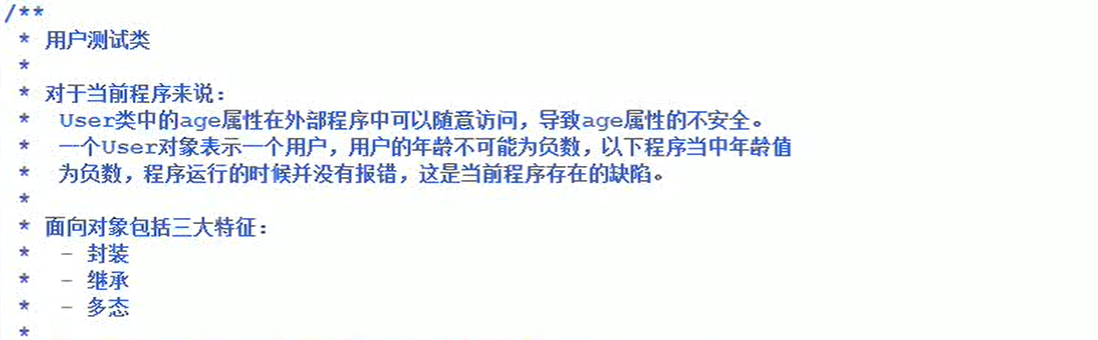 /**
 * 用户测试类
 *
 * 对于当前程序来说：
 *  User类中的age属性在外部程序中可以随意访问，导致age属性的不安全。
 *  一个User对象表示一个用户，用户的年龄不可能为负数，以下程序当中年龄值
 *  为负数，程序运行的时候并没有报错，这是当前程序存在的缺陷。
 *
 * 面向对象包括三大特征：
 *  - 封装
 *  - 继承
 *  - 多态
 *